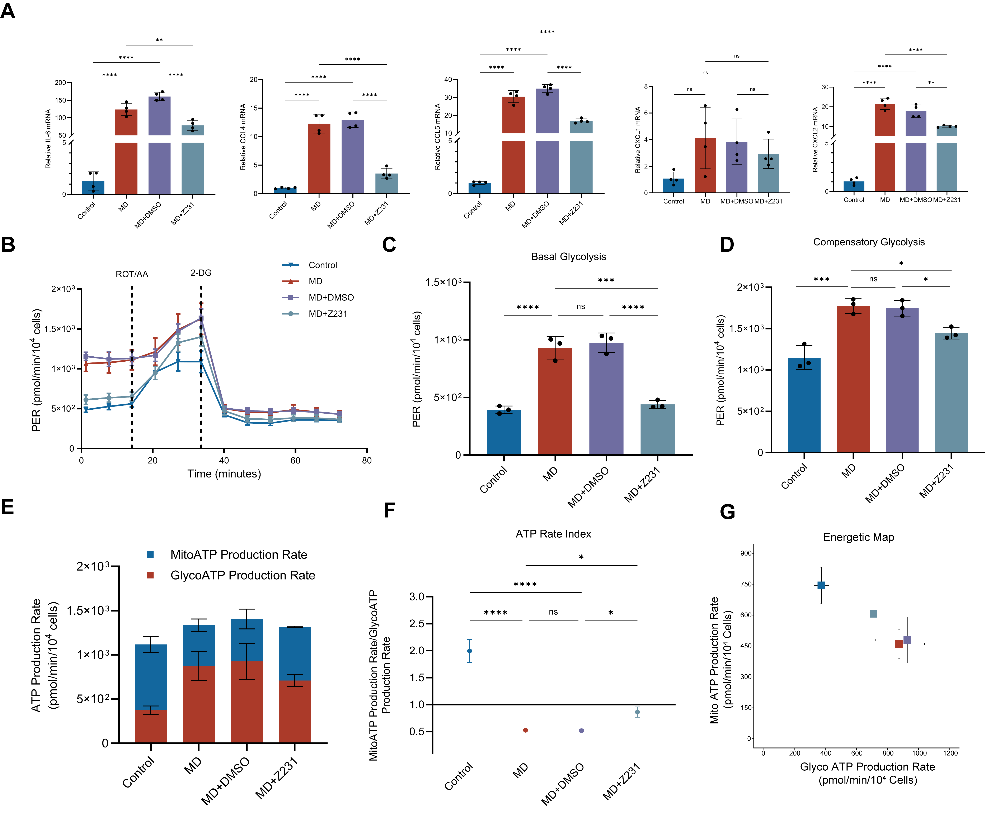 A
**
****
****
****
Relative IL-6 mRNA
200
150
100
50
5
0
Control
MD
MD+DMSO
MD+Z231
****
****
****
****
Relative CCL4 mRNA
20
15
10
5
0
Control
MD
MD+DMSO
MD+Z231
****
****
****
****
Relative CCL5 mRNA
40
30
20
10
5
0
Control
MD
MD+DMSO
MD+Z231
ns
ns
ns
ns
Relative CXCL1 mRNA
8
6
4
2
0
Control
MD
MD+DMSO
MD+Z231
****
****
****
**
Relative CXCL2 mRNA
30
20
10
5
0
Control
MD
MD+DMSO
MD+Z231
B
ROT/AA
2-DG
Control
MD
MD+DMSO
MD+Z231
PER (pmol/min/10⁴ cells)
2×10³
1.5×10³
1×10³
5×10²
0
0
20
40
60
80
Time (minutes)
C
Basal Glycolysis
***
****
ns
****
PER (pmol/min/10⁴ cells)
1.5×10³
1×10³
5×10²
0
Control
MD
MD+DMSO
MD+Z231
D
Compensatory Glycolysis
*
***
ns
*
PER (pmol/min/10⁴ cells)
2×10³
1.5×10³
1×10³
5×10²
0
Control
MD
MD+DMSO
MD+Z231
E
MitoATP Production Rate
GlycoATP Production Rate
ATP Production Rate
(pmol/min/10⁴ cells)
2×10³
1.5×10³
1×10³
5×10²
0
Control
MD
MD+DMSO
MD+Z231
F
ATP Rate Index
*
****
****
ns
*
MitoATP Production Rate/GlycoATP
Production Rate
3.0
2.5
2.0
1.5
1.0
0.5
Control
MD
MD+DMSO
MD+Z231
G
Energetic Map
Mito ATP Production Rate
(pmol/min/10⁴ Cells)
900
750
600
450
300
150
0
0
200
400
600
800
1000
1200
Glyco ATP Production Rate
(pmol/min/10⁴ Cells)